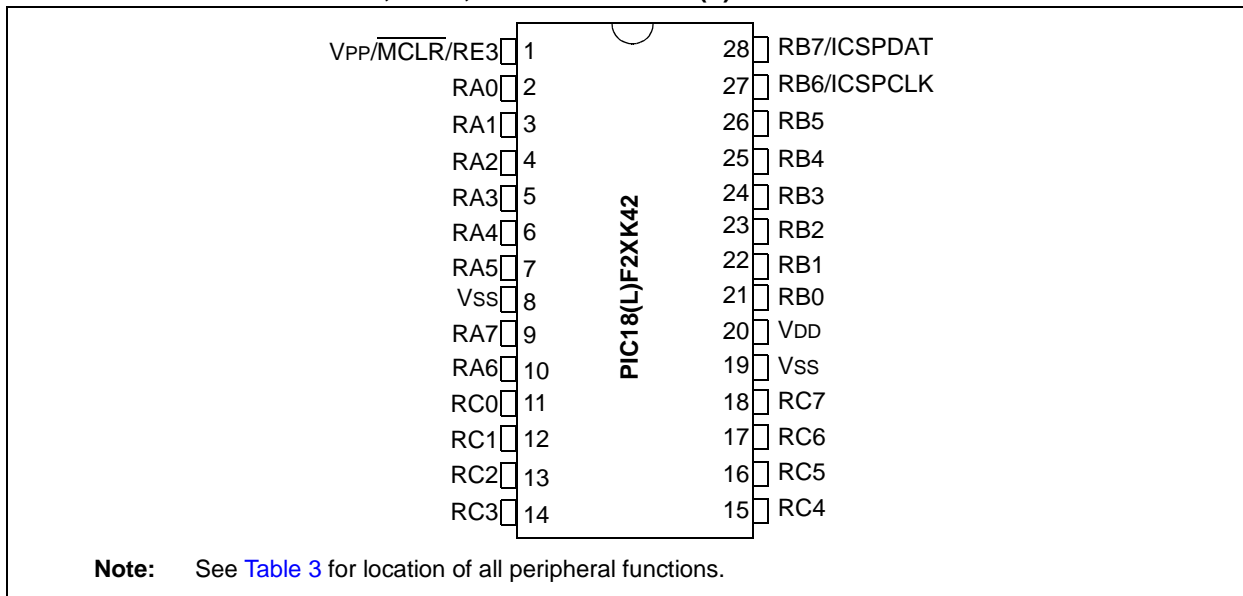 VPP/MCLR/RE3 1 28 RB7/ICSPDAT
RA0 2 27 RB6/ICSPCLK
RA1 3 26 RB5
RA2 4 25 RB4
RA3 5 24 RB3
RA4 6 23 RB2
RA5 7 22 RB1
VSS 8 21 RB0
RA7 9 20 VDD
RA6 10 19 VSS
RC0 11 18 RC7
RC1 12 17 RC6
RC2 13 16 RC5
RC3 14 15 RC4
PIC18(L)F2XK42
Note: See Table 3 for location of all peripheral functions.